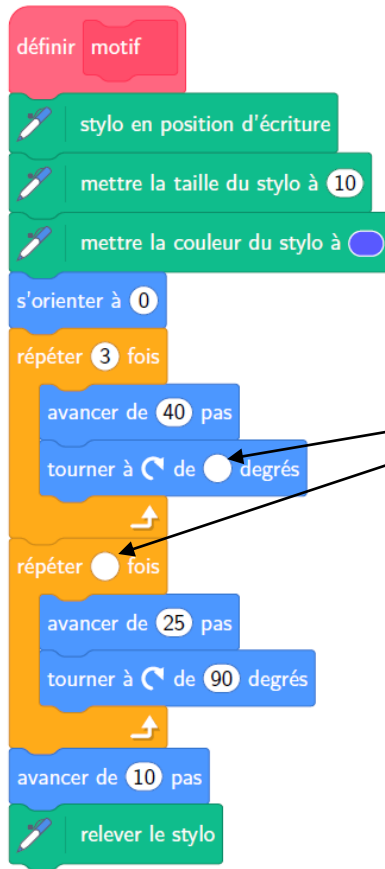 définir motif
stylo en position d'écriture
mettre la taille du stylo à 10
mettre la couleur du stylo à
s'orienter à 0
répéter 3 fois
avancer de 40 pas
tourner à de degrés
répéter fois
avancer de 25 pas
tourner à de 90 degrés
avancer de 10 pas
relever le stylo